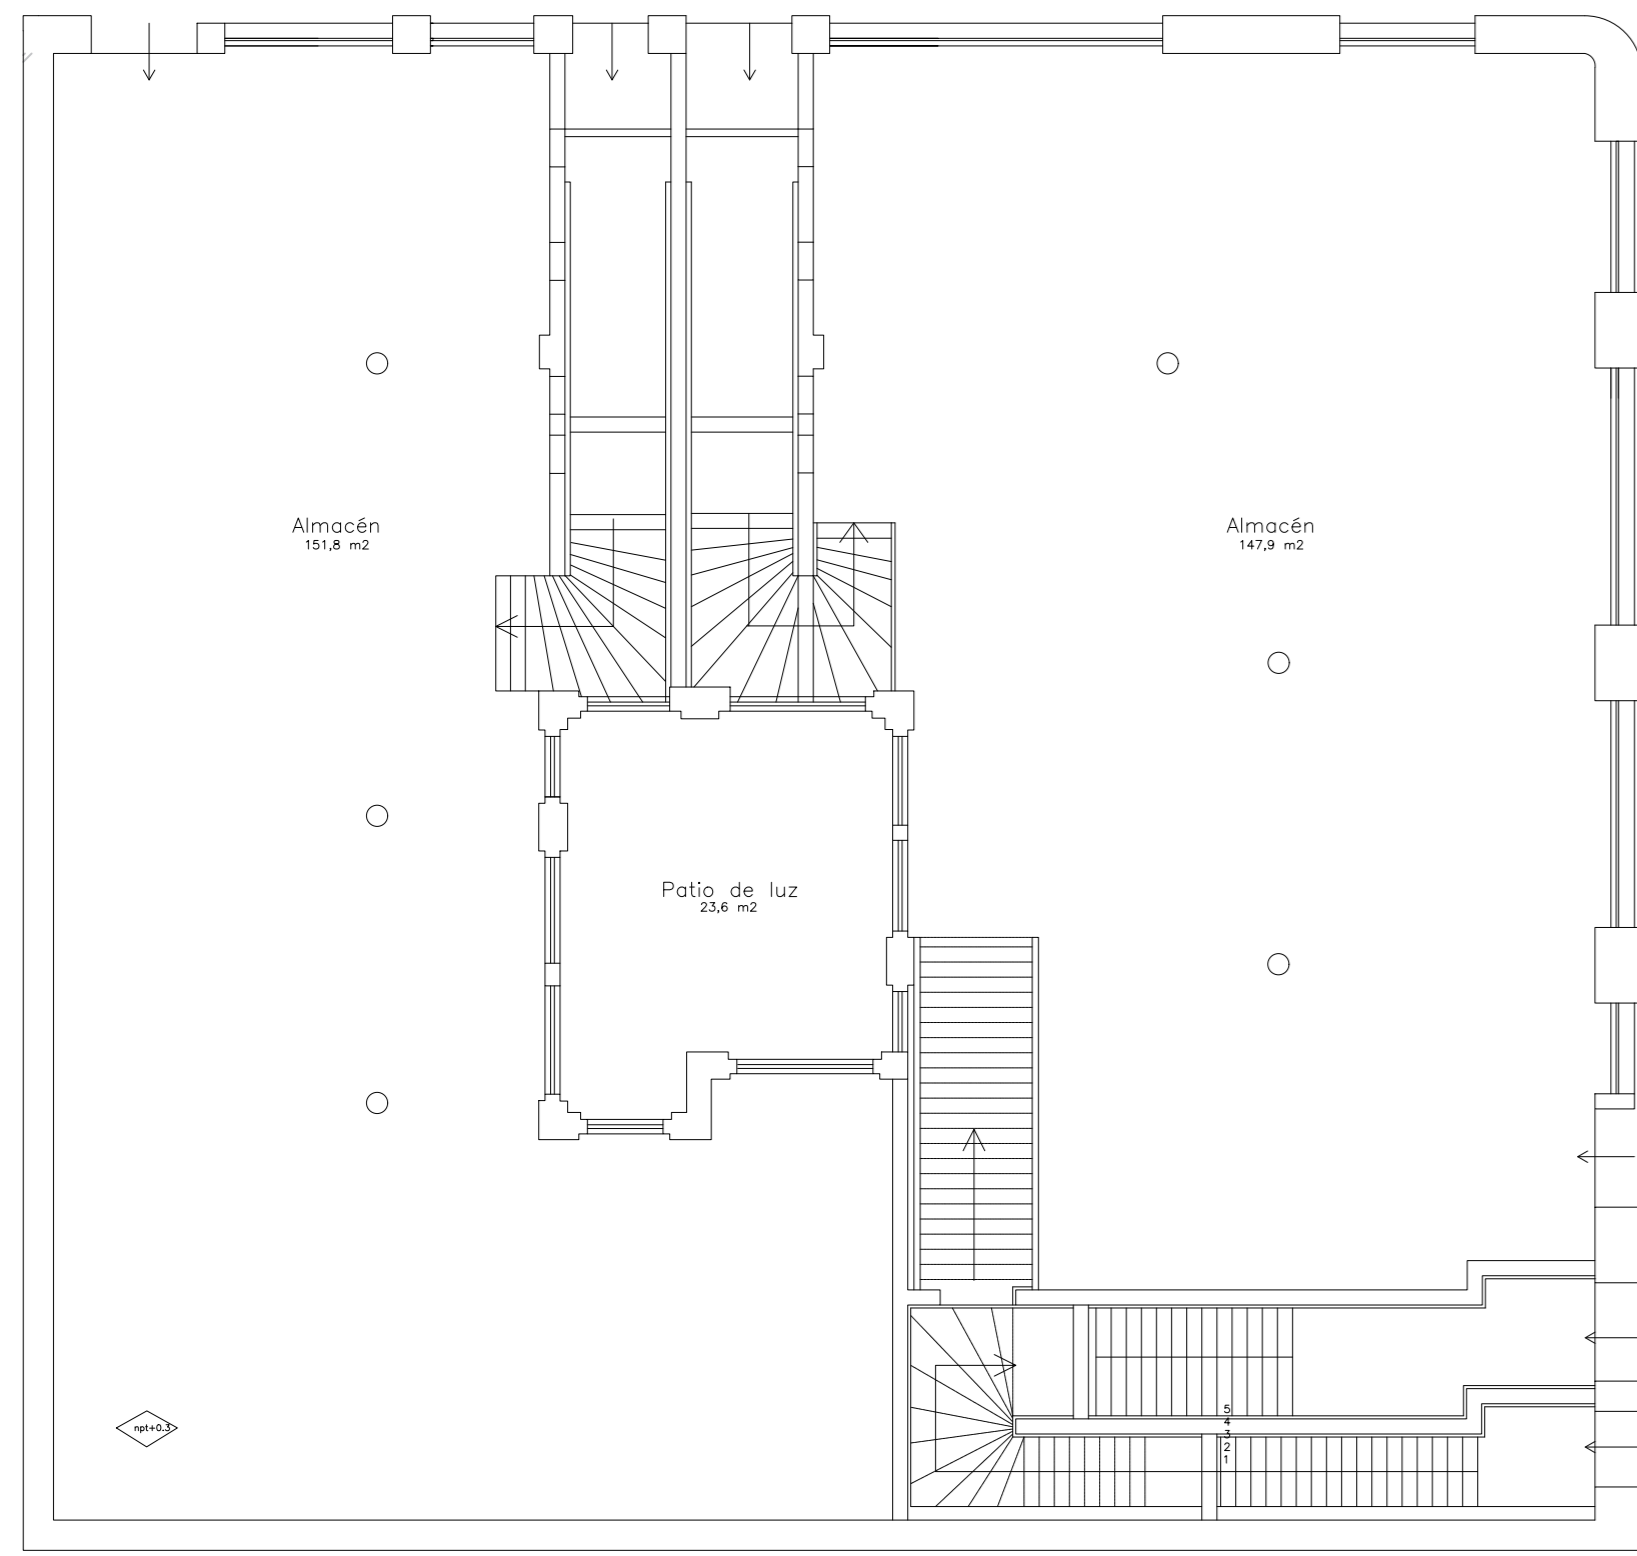 Almacén
151,8 m2
Almacén
147,9 m2
Patio de luz
23,6 m2
npt+0.3
5
4
3
2
1